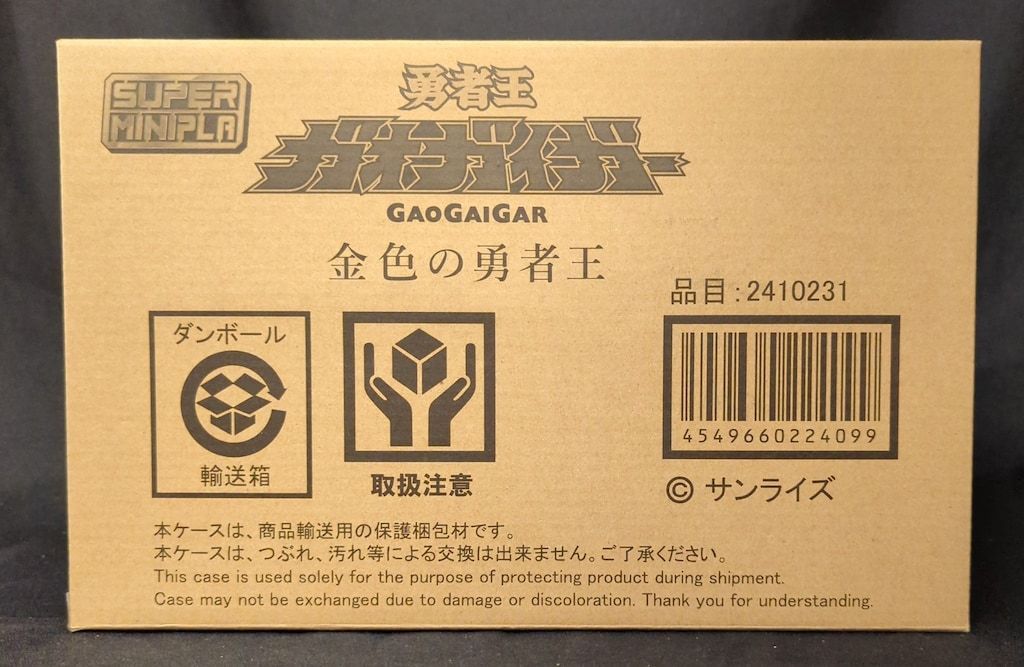 SUPER
MINIPLA
勇者王
ガオガイガー
GAOGAIGAR
金色の勇者王
品目:2410231
ダンボール
輸送箱
取扱注意
4549660224099
© サンライズ
本ケースは、商品輸送用の保護梱包材です。
本ケースは、つぶれ、汚れ等による交換は出来ません。ご了承ください。
This case is used solely for the purpose of protecting product during shipment.
Case may not be exchanged due to damage or discoloration. Thank you for understanding.